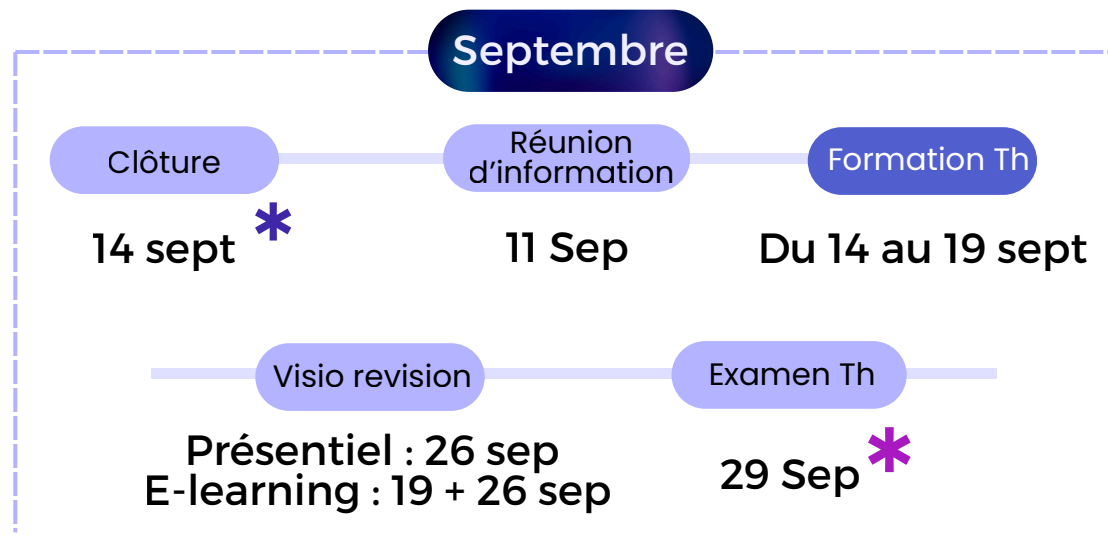 Septembre
Clôture
Réunion
d'information
Formation Th
14 sept *
11 Sep
Du 14 au 19 sept
Visio revision
Examen Th
Présentiel : 26 sep
E-learning : 19 + 26 sep
29 Sep *